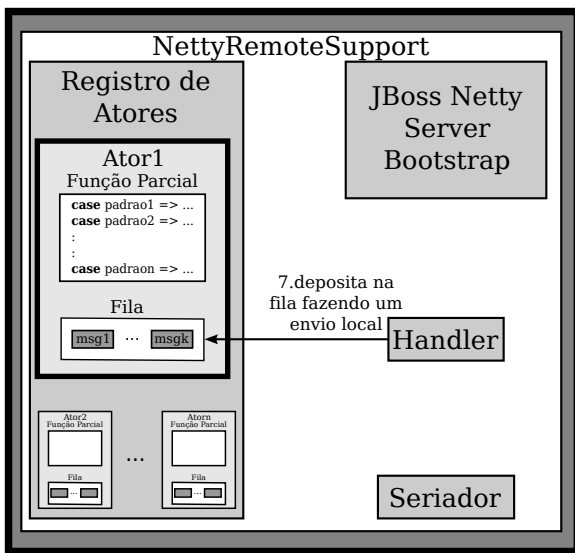 NettyRemoteSupport
Registro de
Atores
Ator1
Função Parcial
case padrao1 => ...
case padrao2 => ...
:
:
case padraon => ...
Fila
msg1 ... msgk
Ator2
Função Parcial
Fila
...
...
Atorn
Função Parcial
Fila
...
JBoss Netty
Server
Bootstrap
7.deposita na
fila fazendo um
envio local
Handler
Seriador